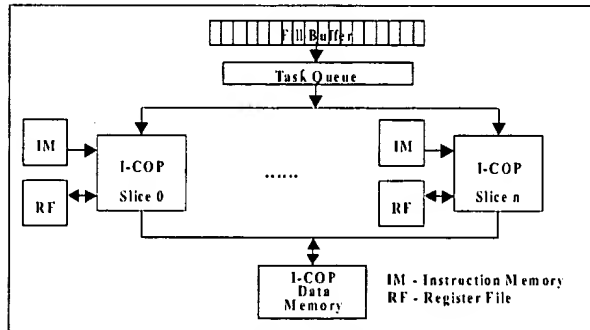 Fill Buffer
Task Queue
IM
I-COP
Slice 0
RF
......
IM
I-COP
Slice n
RF
I-COP
Data
Memory
IM - Instruction Memory
RF - Register File